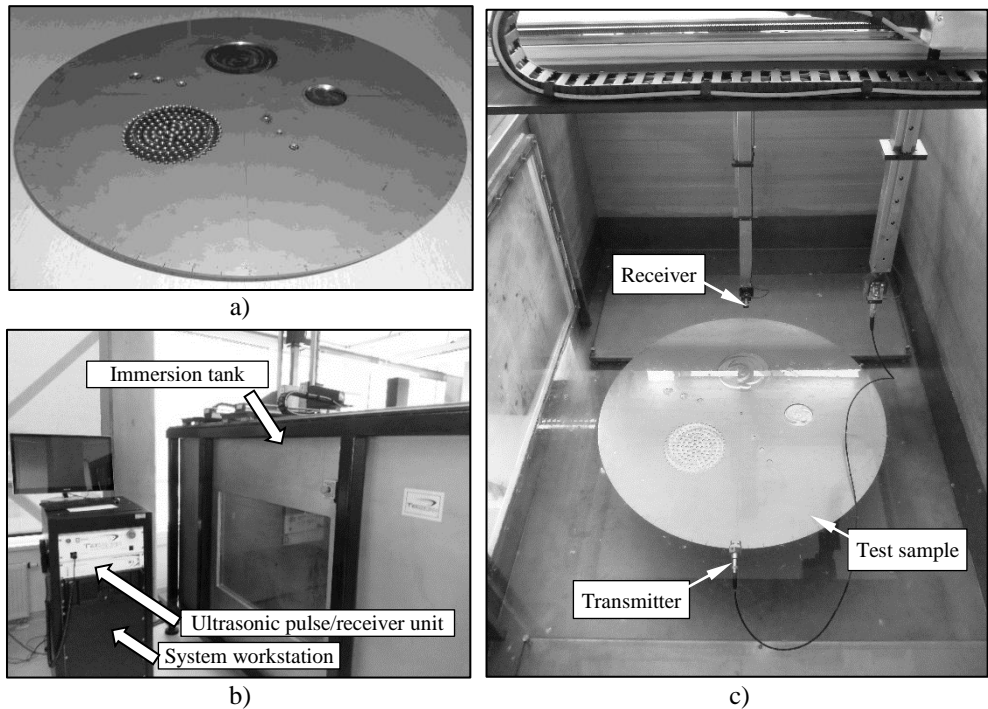 a)
Immersion tank
Ultrasonic pulse/receiver unit
System workstation
b)
Receiver
Test sample
Transmitter
c)